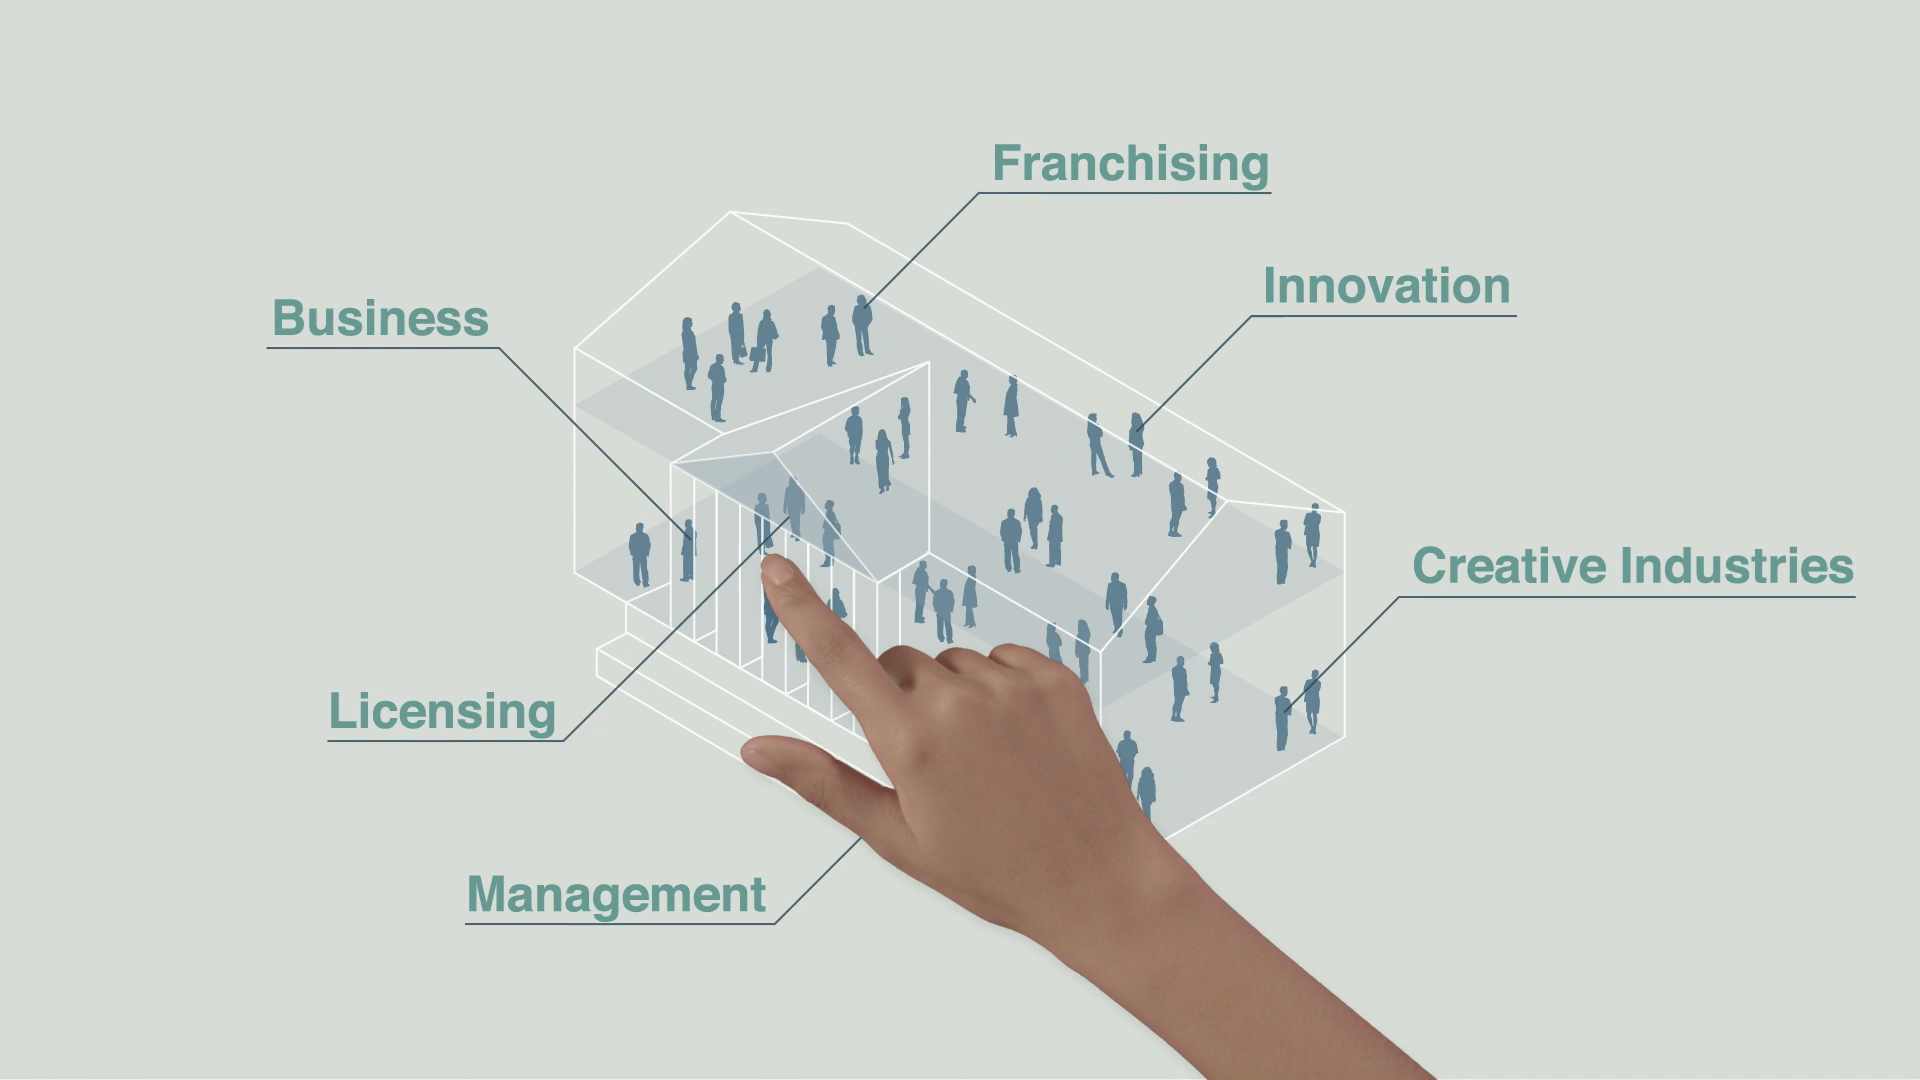 Franchising
Innovation
Business
Creative Industries
Licensing
Management